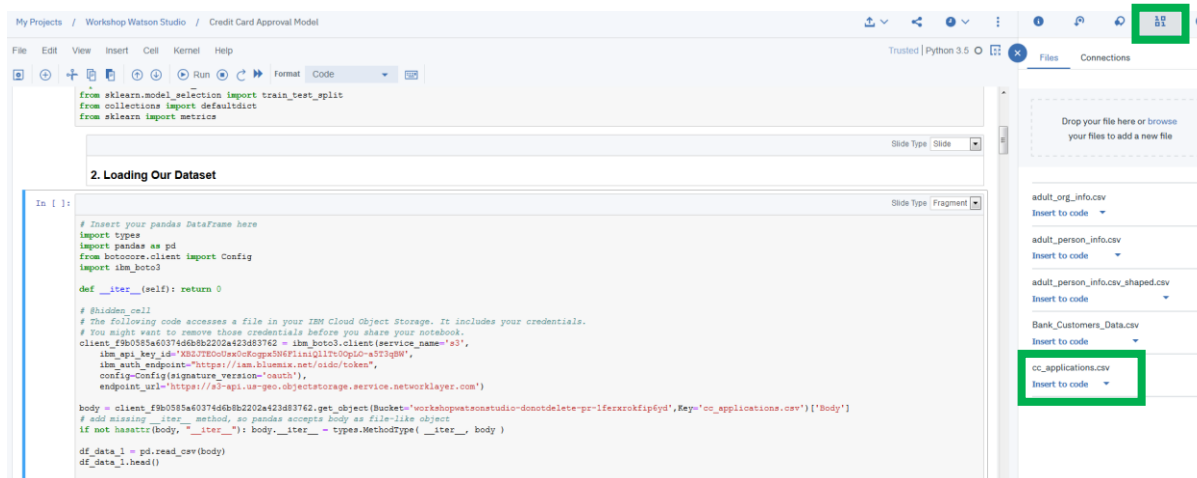 My Projects / Workshop Watson Studio / Credit Card Approval Model
File Edit View Insert Cell Kernel Help
Trusted | Python 3.5
Run Format Code
from sklearn.model_selection import train_test_split
from collections import defaultdict
from sklearn import metrics
Slide Type Slide
2. Loading Our Dataset
In [ ]:
Slide Type Fragment
# Insert your pandas DataFrame here
import types
import pandas as pd
from botocore.client import Config
import ibm_boto3
def __iter__(self): return 0
# @hidden_cell
# The following code accesses a file in your IBM Cloud Object Storage. It includes your credentials.
# You might want to remove those credentials before you share your notebook.
client_f9b0585a60374d6b8b2202a423d83762 = ibm_boto3.client(service_name='s3',
ibm_api_key_id=
ibm_auth_endpoint="https://iam.bluemix.net/oidc/token",
config=Config(signature_version='oauth'),
endpoint_url='https://s3-api.us-geo.objectstorage.service.networklayer.com')
body = client_f9b0585a60374d6b8b2202a423d83762.get_object(Bucket='workshopwatsonstudio-donotdelete-pr-1ferxrokfip6yd',Key='cc_applications.csv')['Body']
# add missing __iter__ method, so pandas accepts body as file-like object
if not hasattr(body, "__iter__"): body.__iter__ = types.MethodType( __iter__, body )
df_data_1 = pd.read_csv(body)
df_data_1.head()
Files Connections
Drop your file here or browse
your files to add a new file
adult_org_info.csv
Insert to code
adult_person_info.csv
Insert to code
adult_person_info.csv_shaped.csv
Insert to code
Bank_Customers_Data.csv
Insert to code
cc_applications.csv
Insert to code